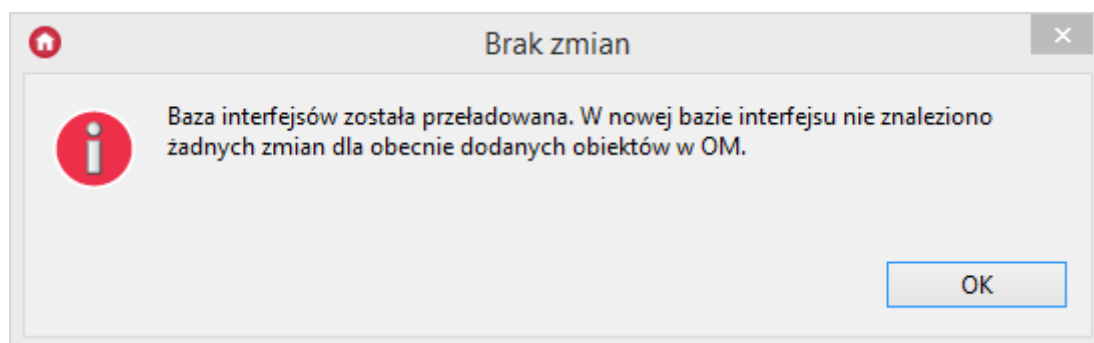 Brak zmian
Baza interfejsów została przeładowana. W nowej bazie interfejsu nie znaleziono
żadnych zmian dla obecnie dodanych obiektów w OM.
OK